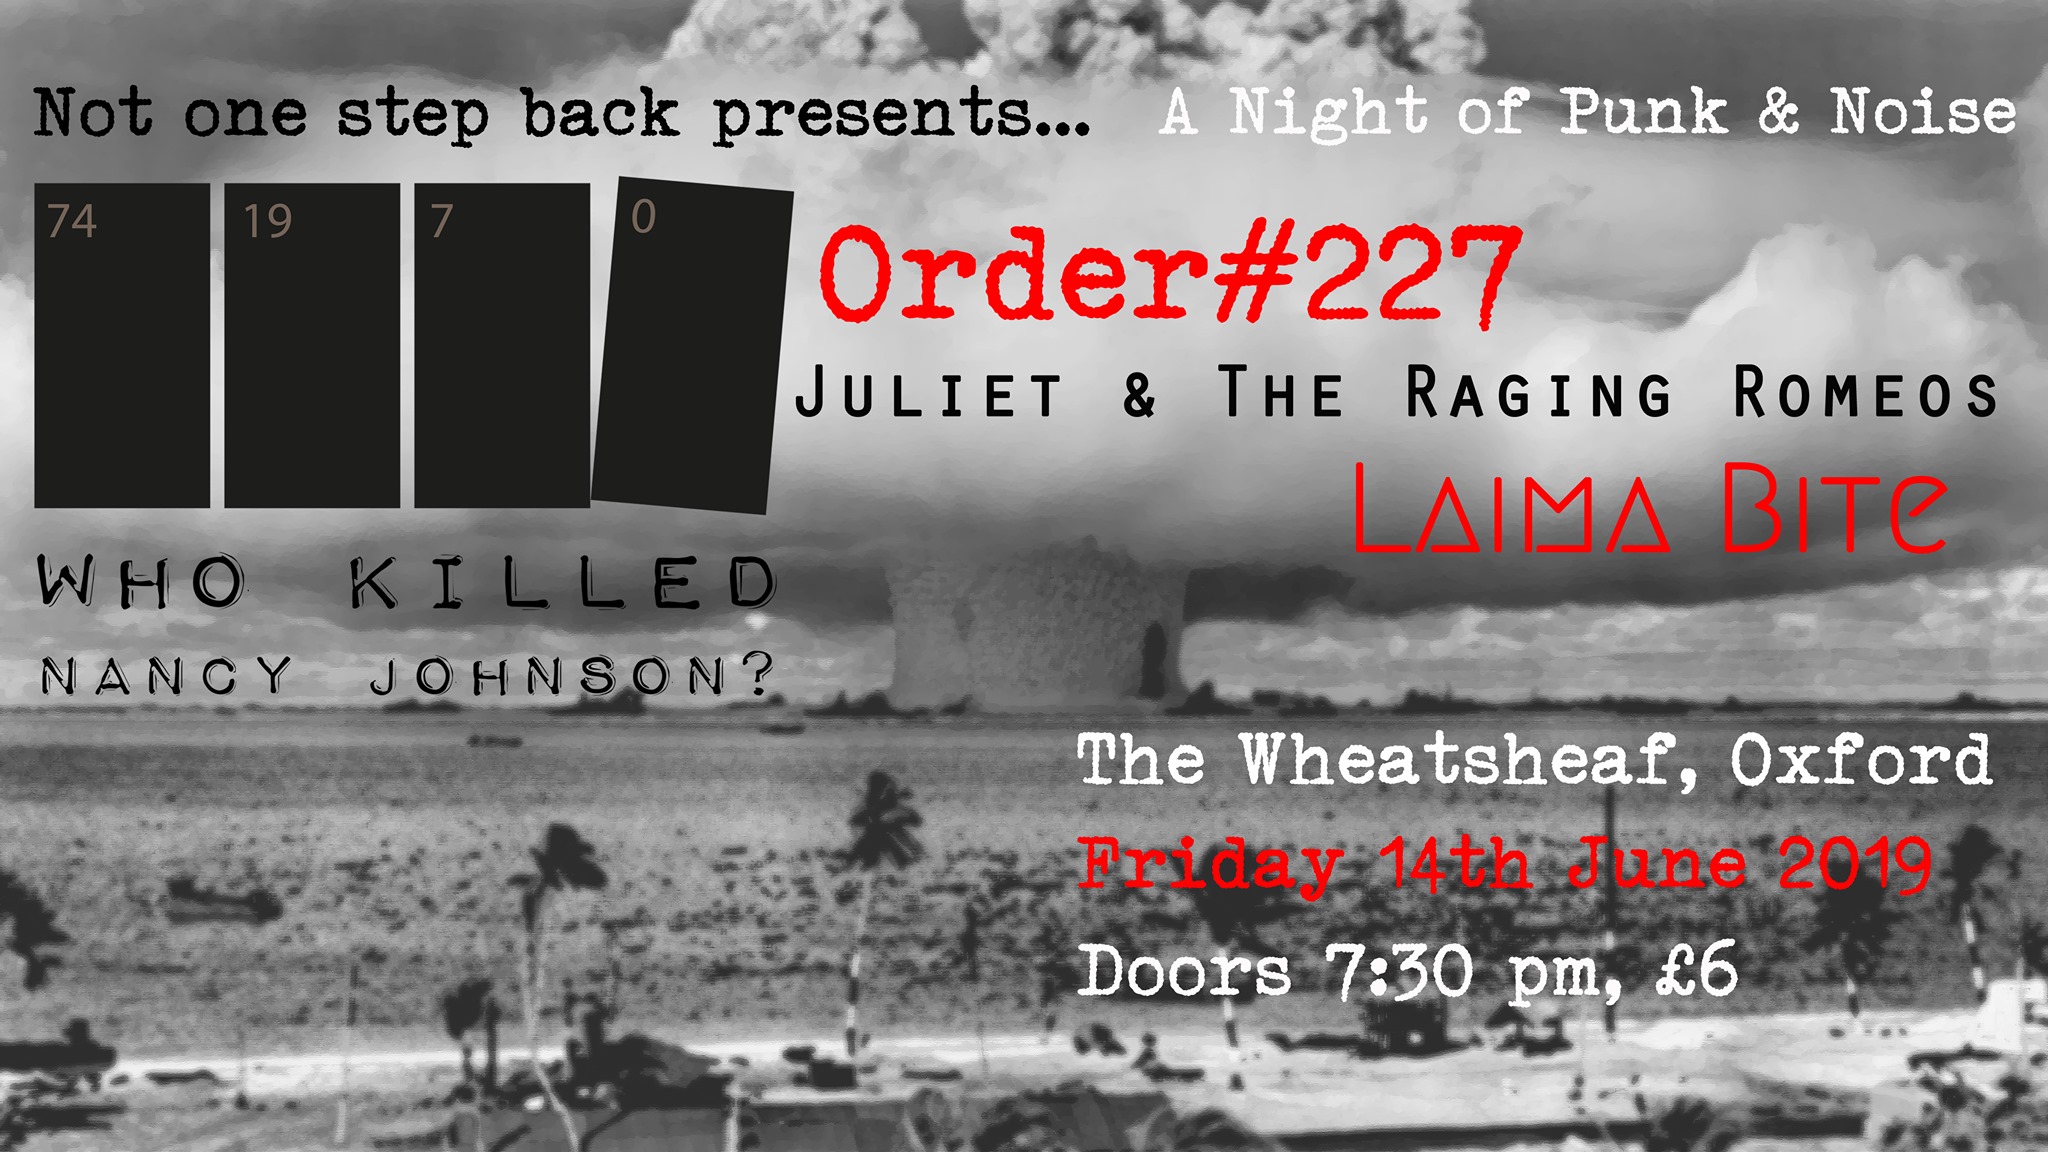 Not one step back presents...
A Night of Punk & Noise
74 19 7 0
Order#227
Juliet & The Raging Romeos
Laima Bite
WHO KILLED
NANCY JOHNSON?
The Wheatsheaf, Oxford
Friday 14th June 2019
Doors 7:30 pm, £6